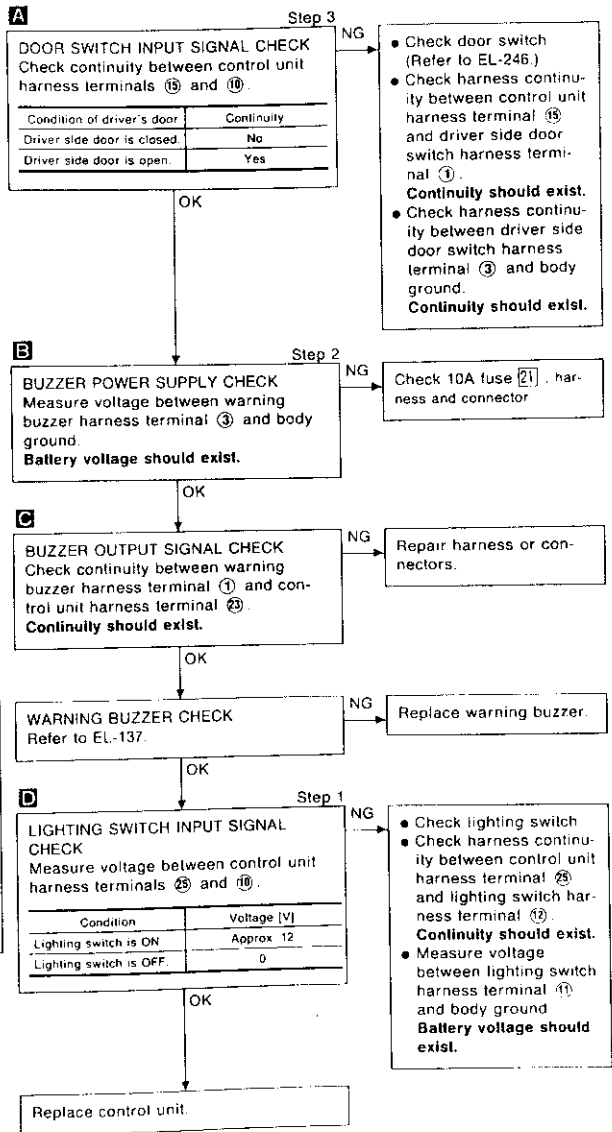 A
Step 3
DOOR SWITCH INPUT SIGNAL CHECK
Check continuity between control unit
harness terminals ⑮ and ⑩.
Condition of driver's door Continuity
Driver side door is closed. No
Driver side door is open. Yes
NG
• Check door switch
(Refer to EL-246.)
• Check harness continu-
ity between control unit
harness terminal ⑮
and driver side door
switch harness termi-
nal ①.
Continuity should exist.
• Check harness continu-
ity between driver side
door switch harness
terminal ③ and body
ground.
Continuity should exist.
OK
B
Step 2
BUZZER POWER SUPPLY CHECK
Measure voltage between warning
buzzer harness terminal ③ and body
ground.
Battery voltage should exist.
NG
Check 10A fuse 21 , har-
ness and connector
OK
C
BUZZER OUTPUT SIGNAL CHECK
Check continuity between warning
buzzer harness terminal ① and con-
trol unit harness terminal ㉓.
Continuity should exist.
NG
Repair harness or con-
nectors.
OK
WARNING BUZZER CHECK
Refer to EL-137.
NG
Replace warning buzzer.
OK
D
Step 1
LIGHTING SWITCH INPUT SIGNAL
CHECK
Measure voltage between control unit
harness terminals ㉕ and ⑩.
Condition Voltage [V]
Lighting switch is ON Approx 12
Lighting switch is OFF. 0
NG
• Check lighting switch
• Check harness continu-
ity between control unit
harness terminal ㉕
and lighting switch har-
ness terminal ⑫.
Continuity should exist.
• Measure voltage
between lighting switch
harness terminal ⑪
and body ground
Battery voltage should
exist.
OK
Replace control unit.